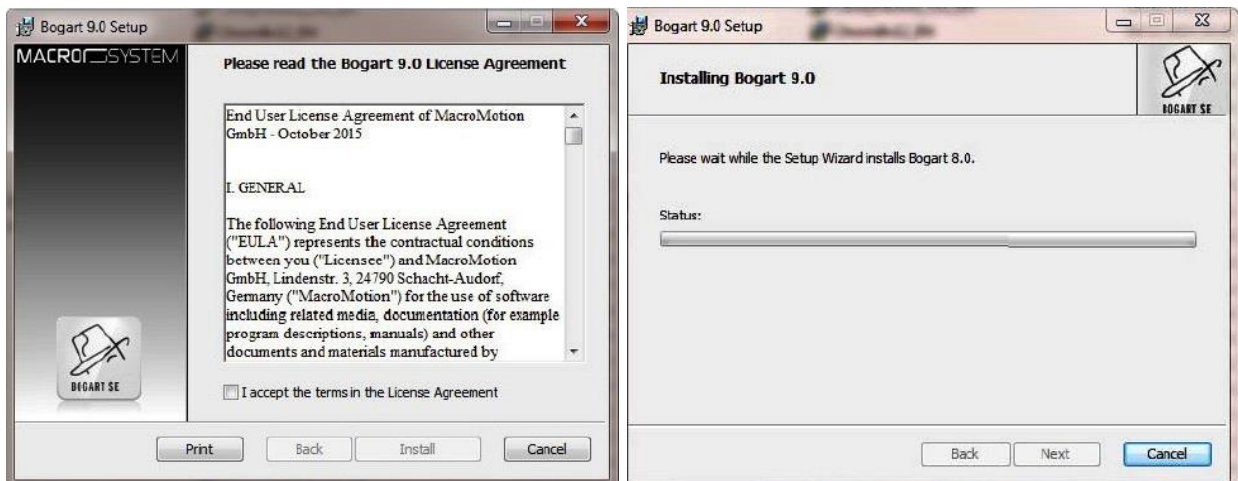 Bogart 9.0 Setup
MACROSYSTEM
Please read the Bogart 9.0 License Agreement
End User License Agreement of MacroMotion
GmbH - October 2015
I. GENERAL
The following End User License Agreement
("EULA") represents the contractual conditions
between you ("Licensee") and MacroMotion
GmbH, Lindenstr. 3, 24790 Schacht-Audorf,
Germany ("MacroMotion") for the use of software
including related media, documentation (for example
program descriptions, manuals) and other
documents and materials manufactured by
BOGART SE
I accept the terms in the License Agreement
Print Back Install Cancel
Bogart 9.0 Setup
Installing Bogart 9.0
BOGART SE
Please wait while the Setup Wizard installs Bogart 8.0.
Status:
Back Next Cancel